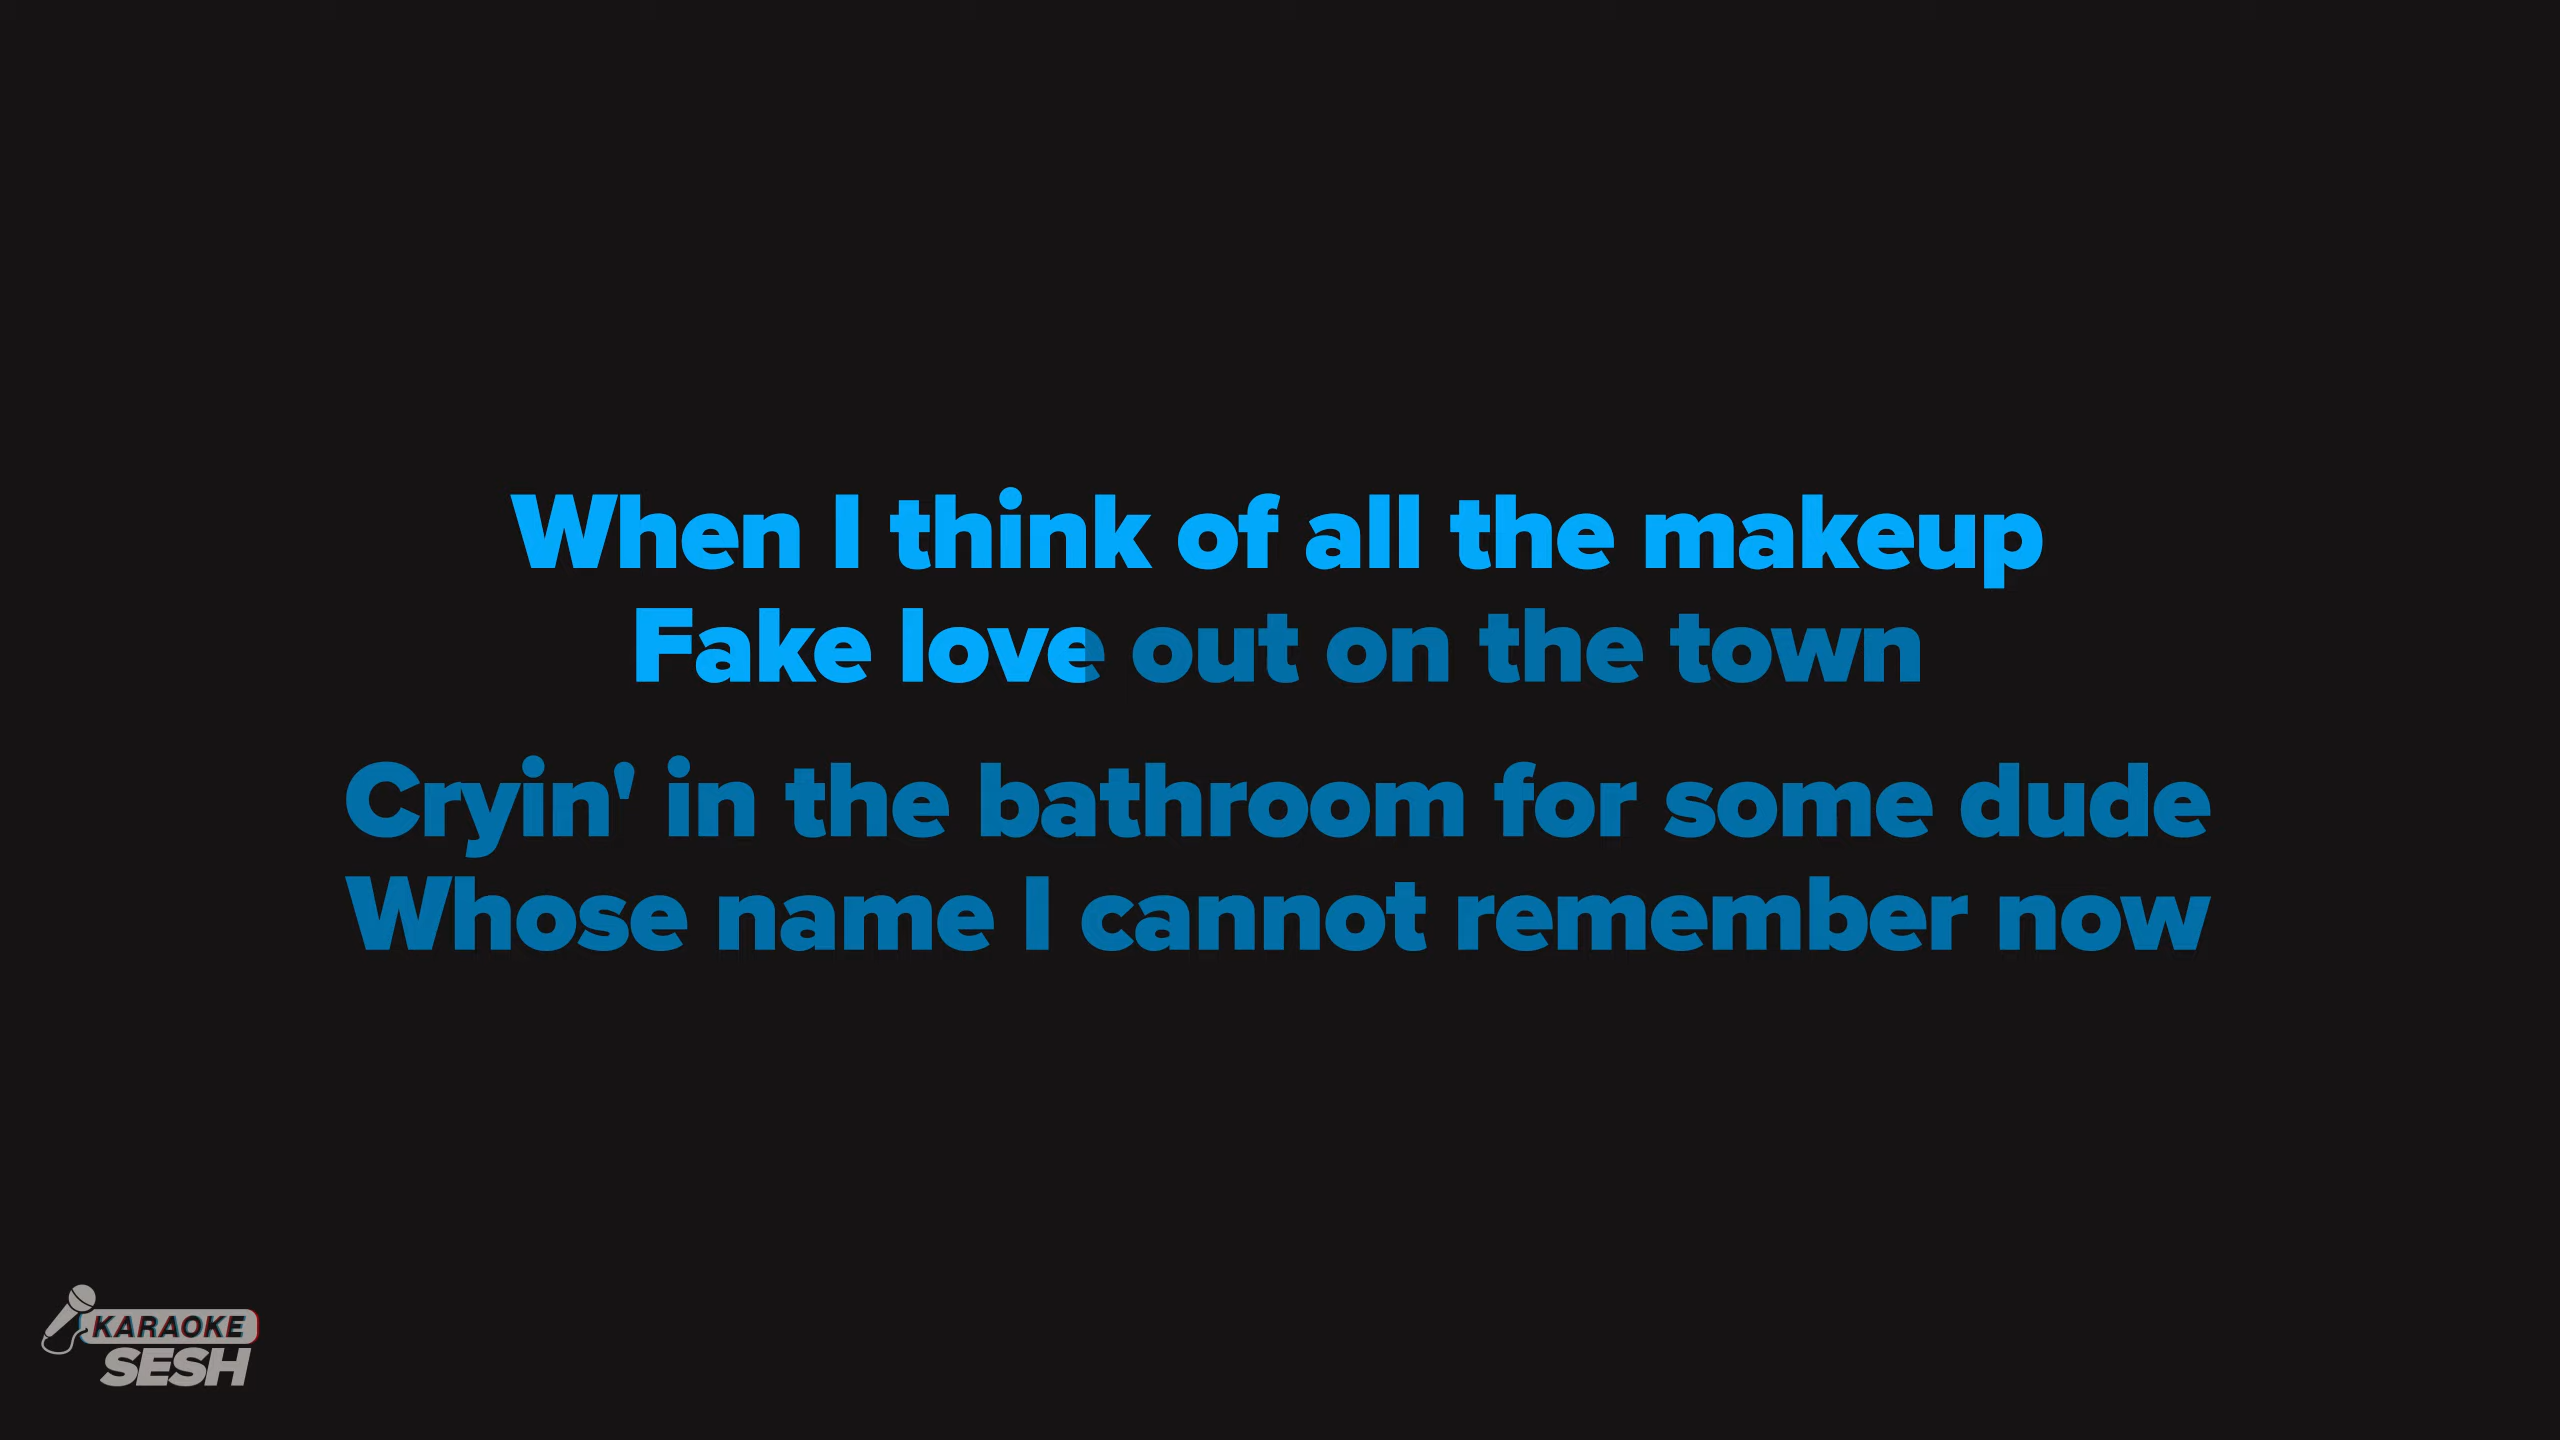 When I think of all the makeup
Fake love out on the town
Cryin' in the bathroom for some dude
Whose name I cannot remember now
KARAOKE
SESH